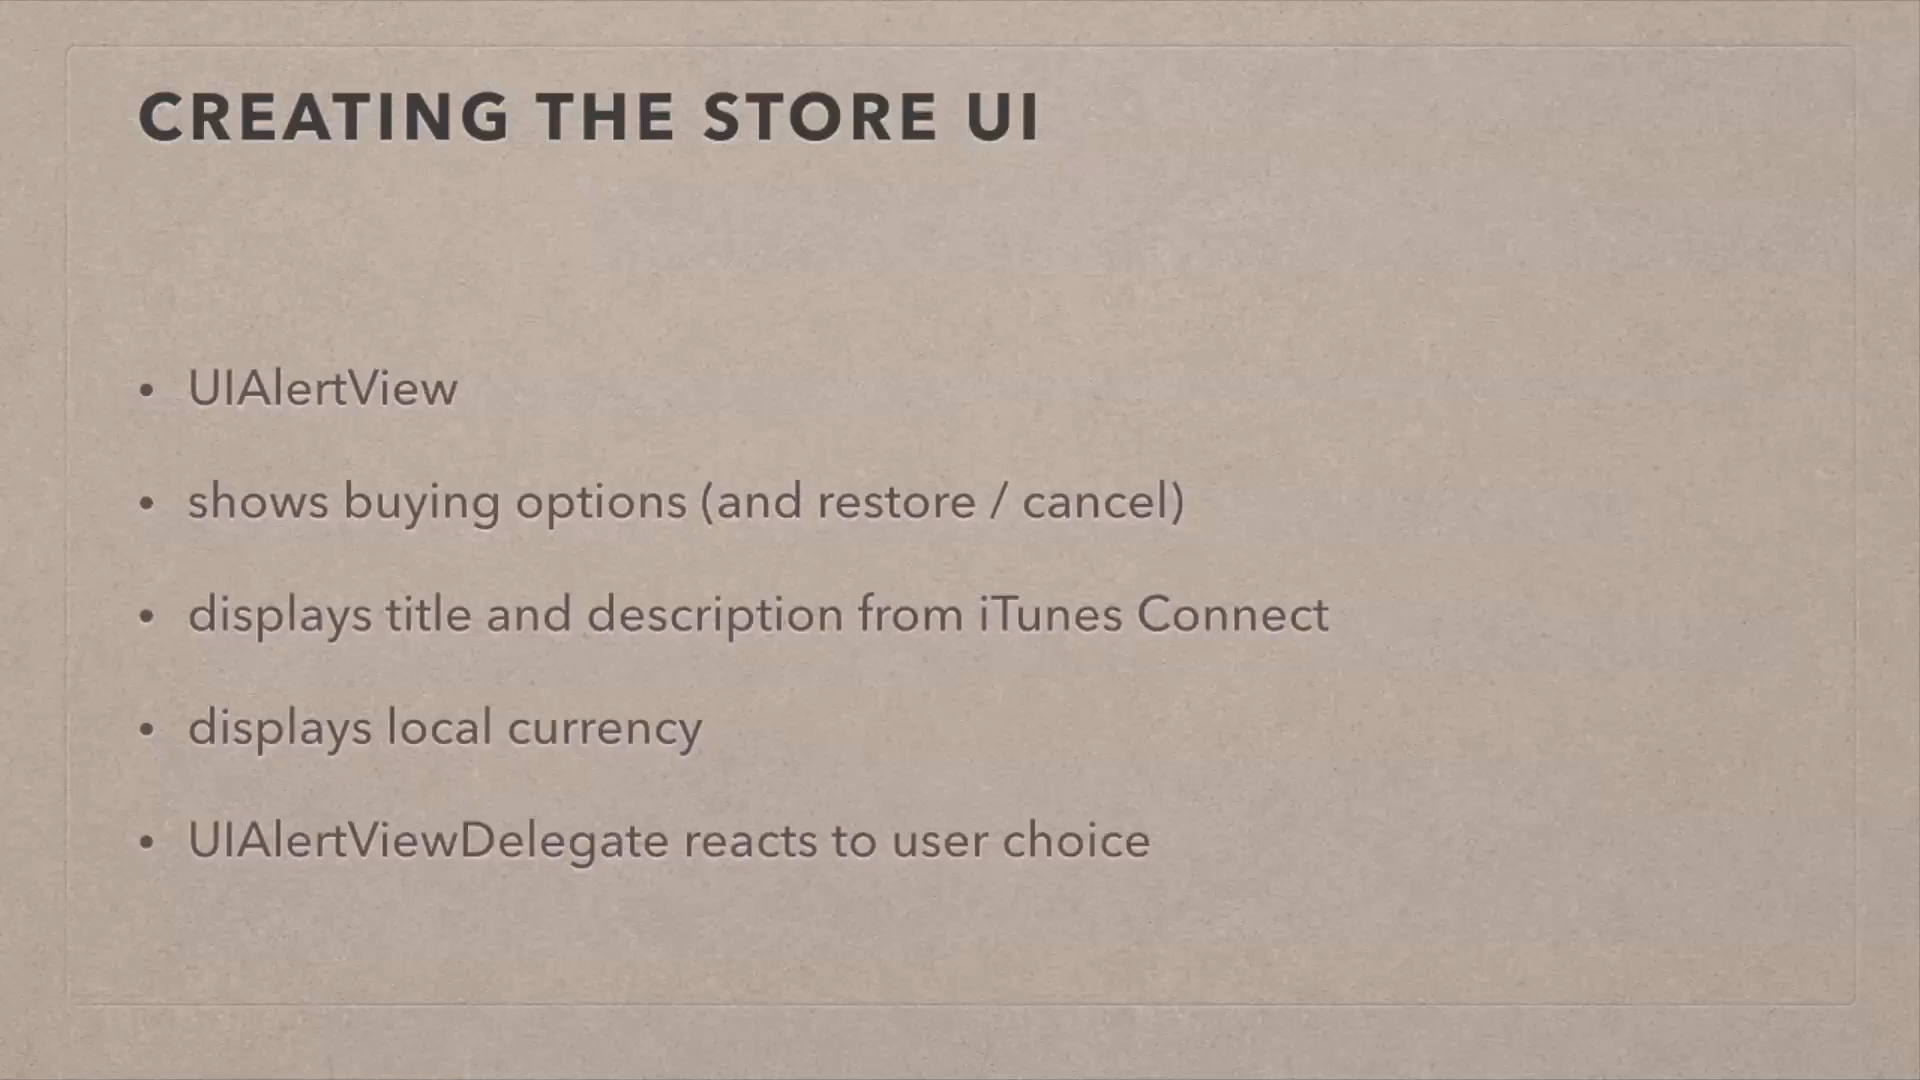 CREATING THE STORE UI
• UIAlertView
• shows buying options (and restore / cancel)
• displays title and description from iTunes Connect
• displays local currency
• UIAlertViewDelegate reacts to user choice